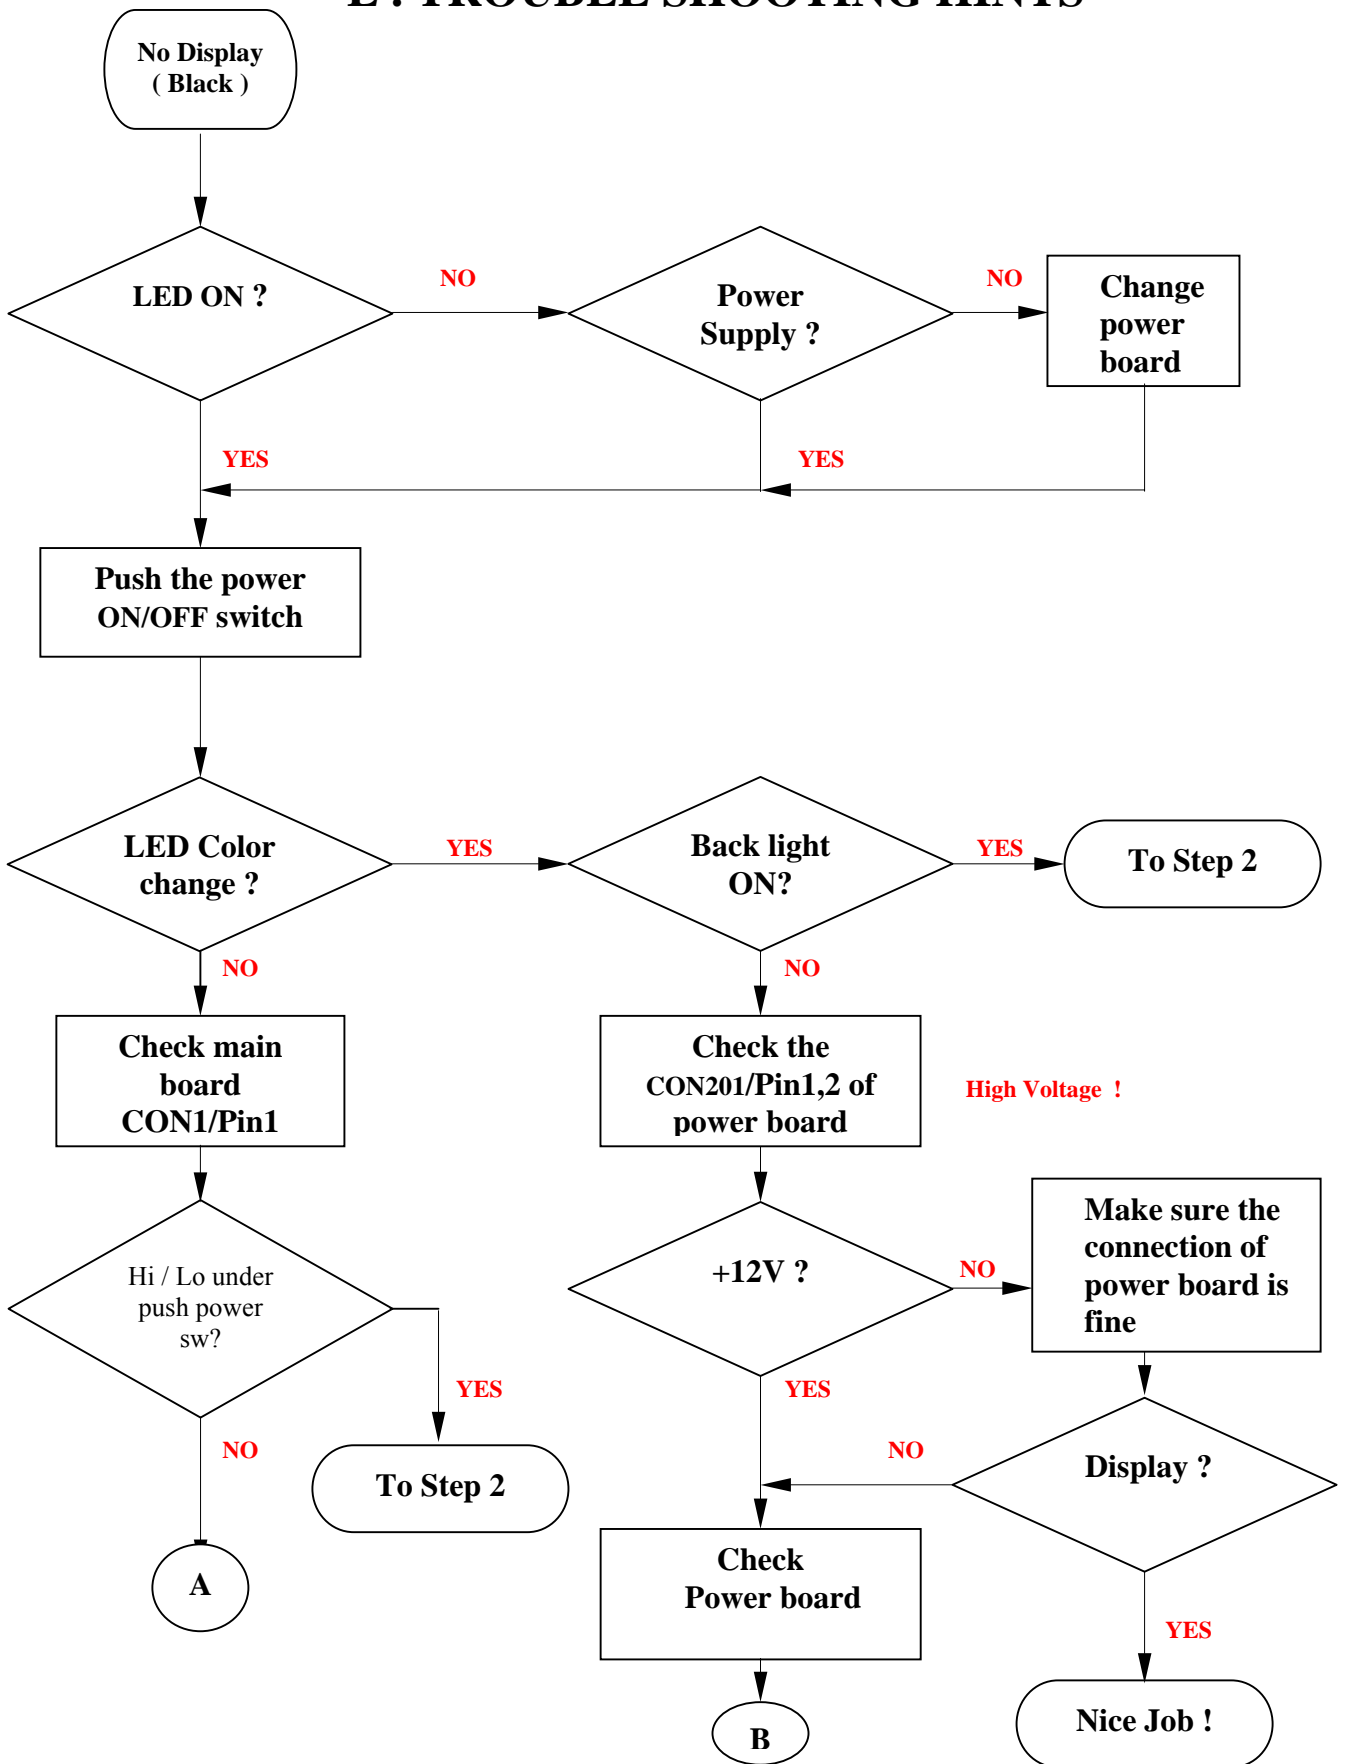 No Display
( Black )
LED ON ?
NO
Power
Supply ?
NO
Change
power
board
YES
YES
Push the power
ON/OFF switch
LED Color
change ?
YES
Back light
ON?
YES
To Step 2
NO
NO
Check main
board
CON1/Pin1
Check the
CON201/Pin1,2 of
power board
High Voltage !
Hi / Lo under
push power
sw?
+12V ?
NO
Make sure the
connection of
power board is
fine
YES
YES
NO
NO
To Step 2
Display ?
A
Check
Power board
YES
B
Nice Job !